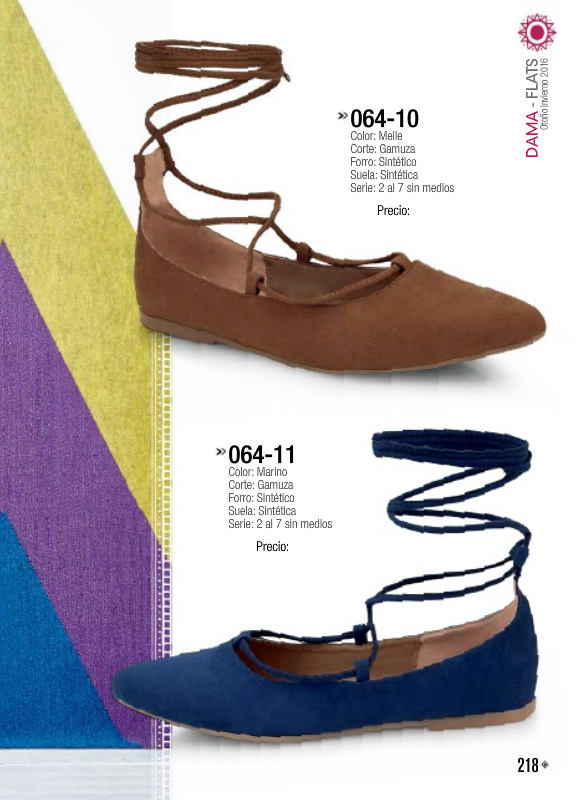 DAMA - FLATS
Otoño Invierno 2016
064-10
Color: Melle
Corte: Gamuza
Forro: Sintético
Suela: Sintética
Serie: 2 al 7 sin medios
Precio:
064-11
Color: Marino
Corte: Gamuza
Forro: Sintético
Suela: Sintética
Serie: 2 al 7 sin medios
Precio:
218